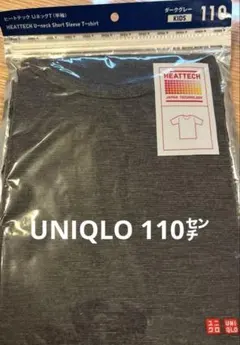 ヒートテックUネックT(半袖)
HEATTECH U-neck Short Sleeve T-shirt
ダークグレー
KIDS
110
HEATTECH
JAPAN TECHNOLOGY
UNIQLO 110センチ
ユニクロ
UNIQLO